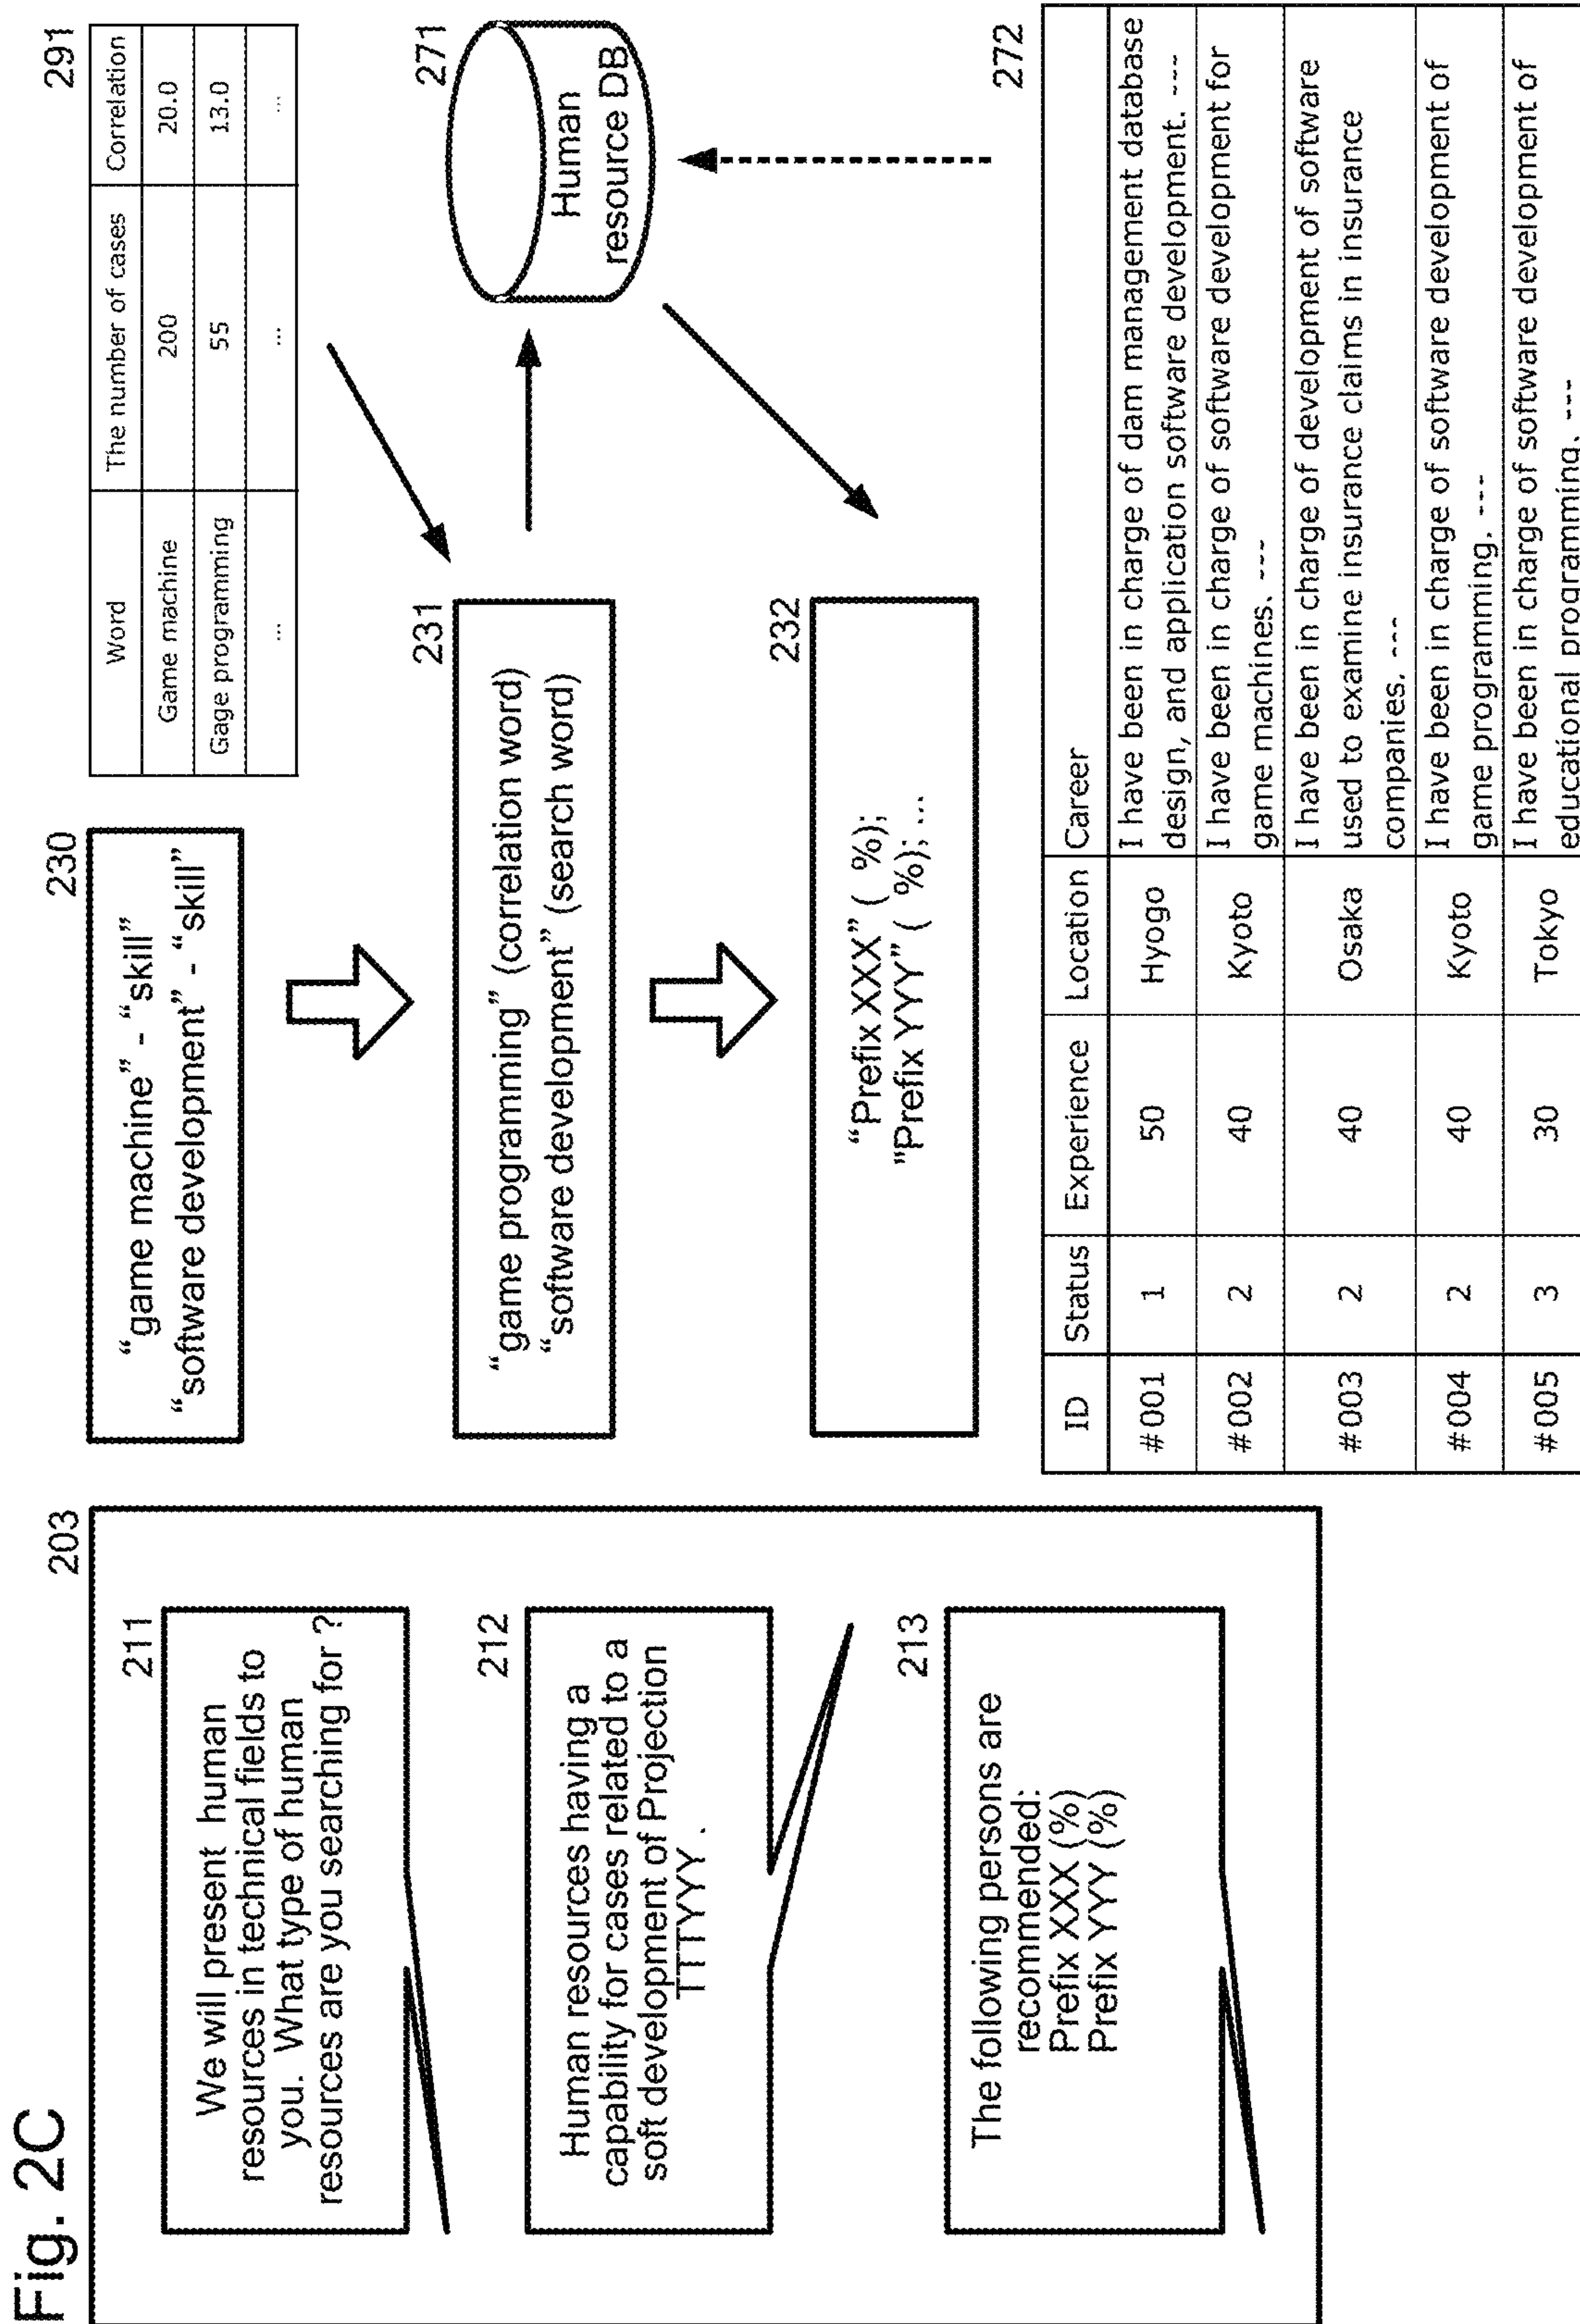 Fig. 2C
203
211
We will present human
resources in technical fields to
you. What type of human
resources are you searching for ?
212
Human resources having a
capability for cases related to a
soft development of Projection
TTTYYY .
213
The following persons are
recommended:
Prefix XXX (%)
Prefix YYY (%)
230
“game machine” - “skill”
“software development” - “skill”
291
Word The number of cases Correlation
Game machine 200 20.0
Gage programming 55 13.0
... ... ...
231
“game programming” (correlation word)
“software development” (search word)
271
Human
resource DB
232
“Prefix XXX” ( %);
"Prefix YYY” ( %); ...
272
ID Status Experience Location Career
#001 1 50 Hyogo I have been in charge of dam management database
design, and application software development. ---
#002 2 40 Kyoto I have been in charge of software development for
game machines. ---
#003 2 40 Osaka I have been in charge of development of software
used to examine insurance claims in insurance
companies. ---
#004 2 40 Kyoto I have been in charge of software development of
game programming. ---
#005 3 30 Tokyo I have been in charge of software development of
educational programming. ---